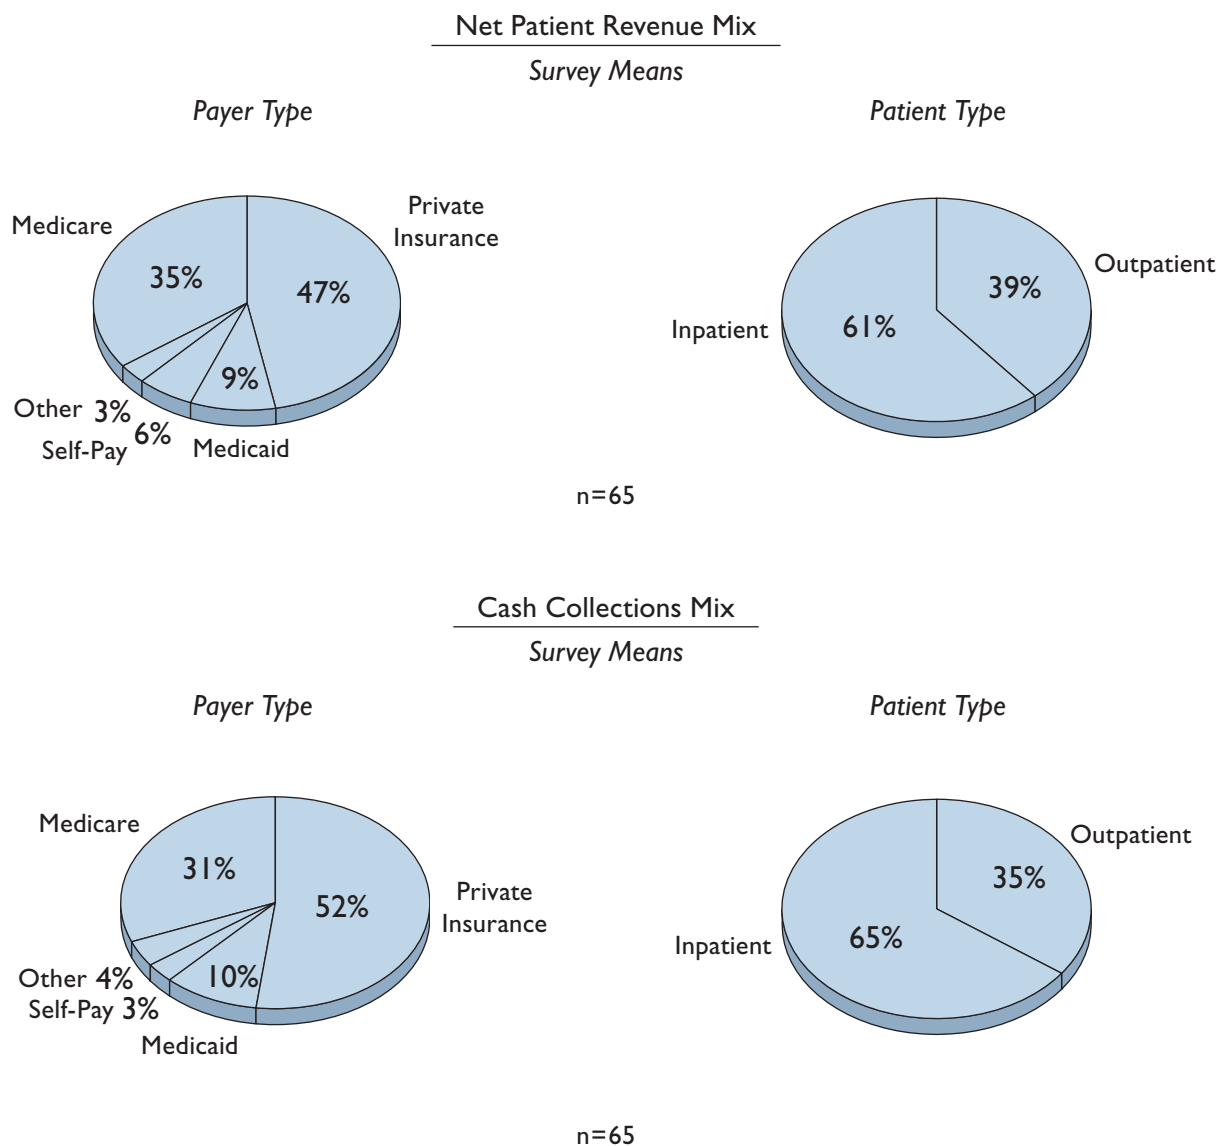 Net Patient Revenue Mix
Survey Means
Payer Type
Patient Type
Medicare
Private
Insurance
35%
47%
9%
Other 3%
6%
Self-Pay
Medicaid
Outpatient
39%
Inpatient
61%
n=65
Cash Collections Mix
Survey Means
Payer Type
Patient Type
Medicare
31%
Private
Insurance
52%
10%
Other 4%
Self-Pay 3%
Medicaid
Outpatient
35%
Inpatient
65%
n=65